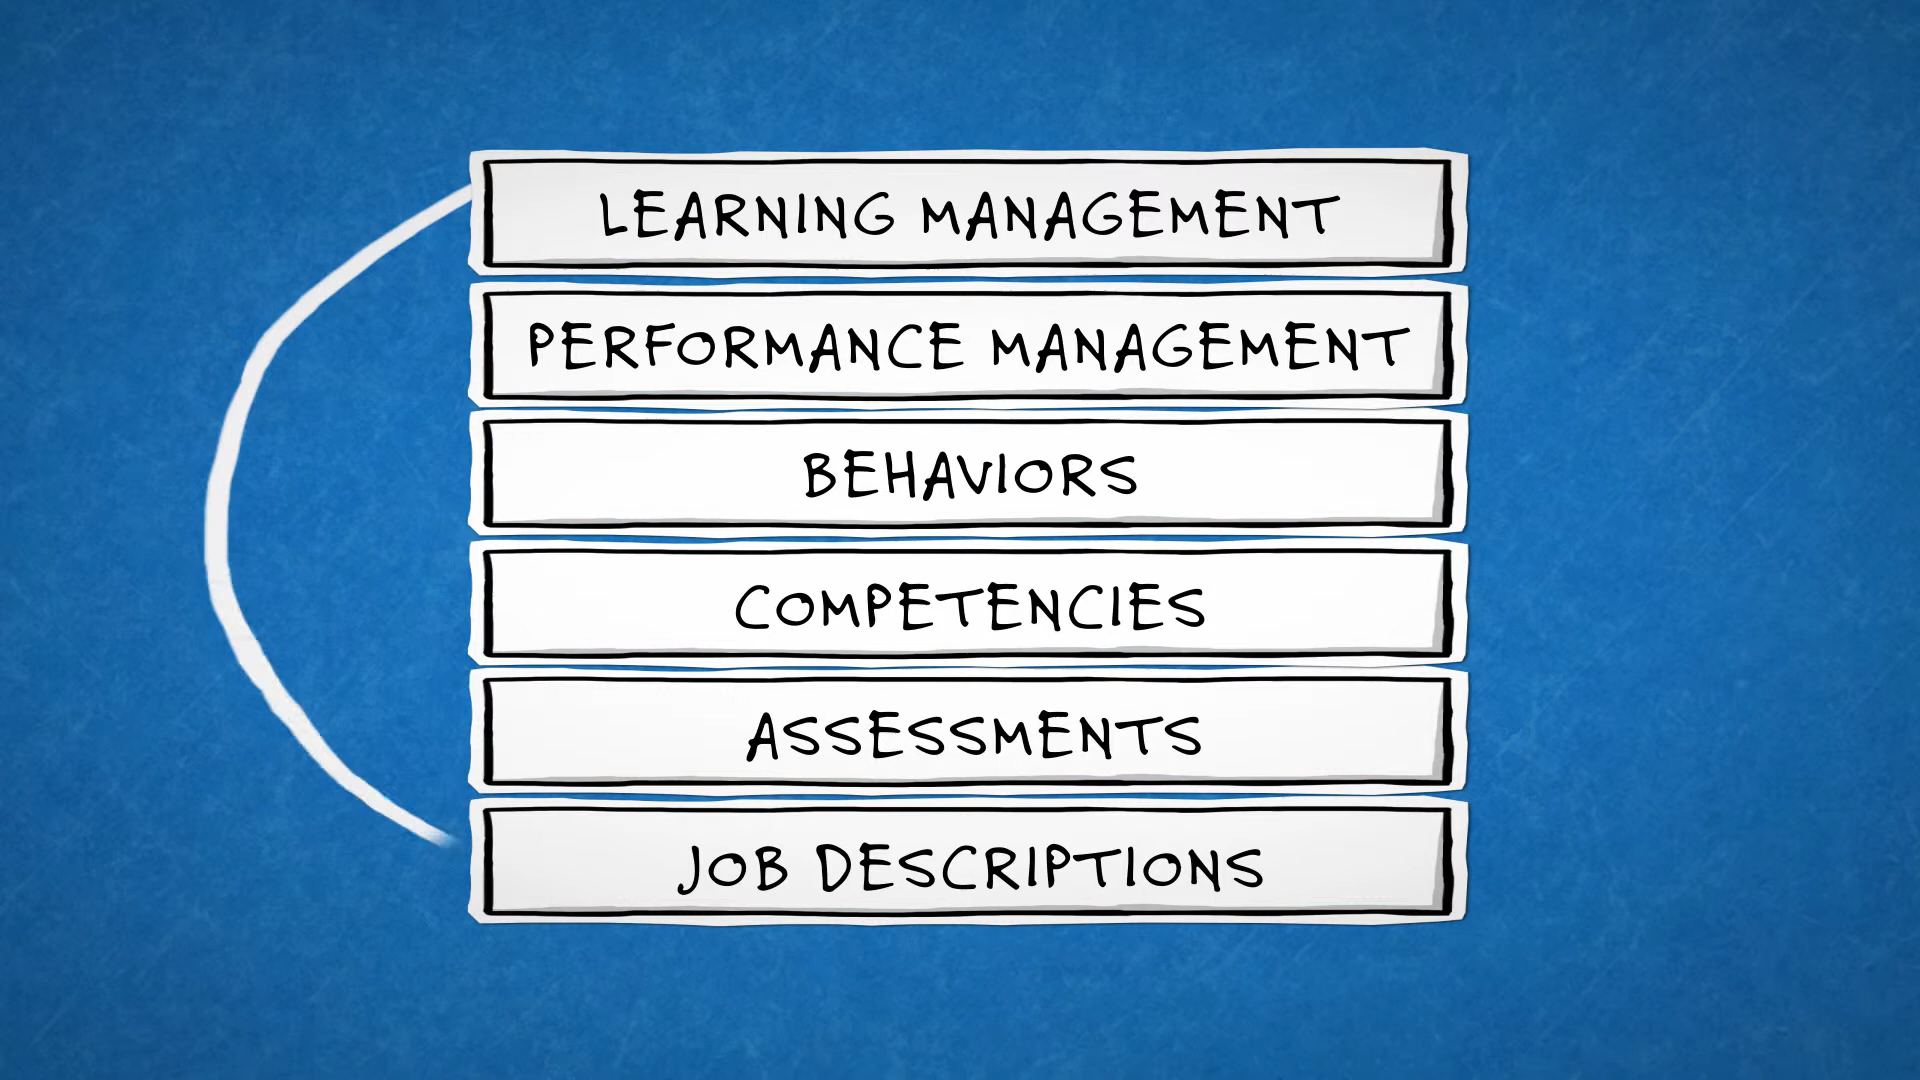 LEARNING MANAGEMENT
PERFORMANCE MANAGEMENT
BEHAVIORS
COMPETENCIES
ASSESSMENTS
JOB DESCRIPTIONS